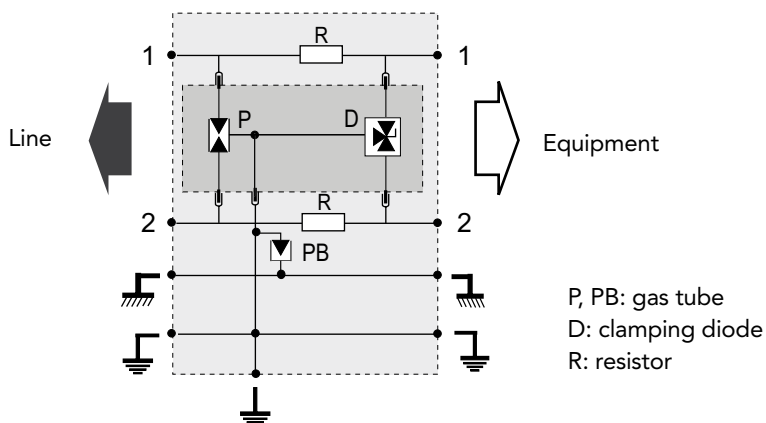 R
1 1
P D
Line Equipment
R
2 2
PB
P, PB: gas tube
D: clamping diode
R: resistor